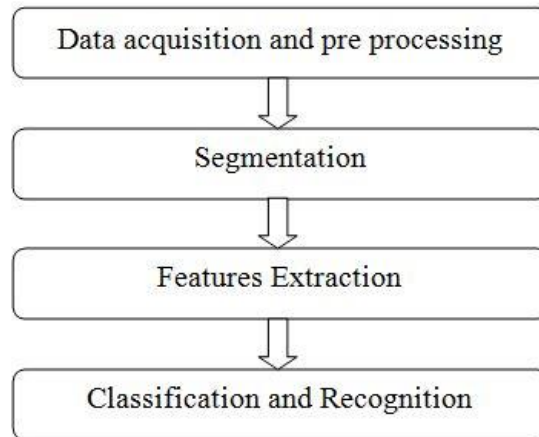 Data acquisition and pre processing
Segmentation
Features Extraction
Classification and Recognition